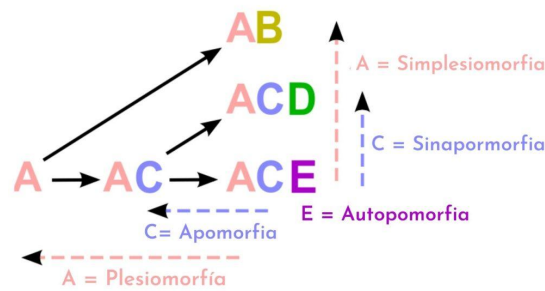 AB
A = Simplesiomorfia
ACD
C = Sinapormorfia
A AC ACE
E = Autopomorfia
C= Apomorfia
A = Plesiomorfía